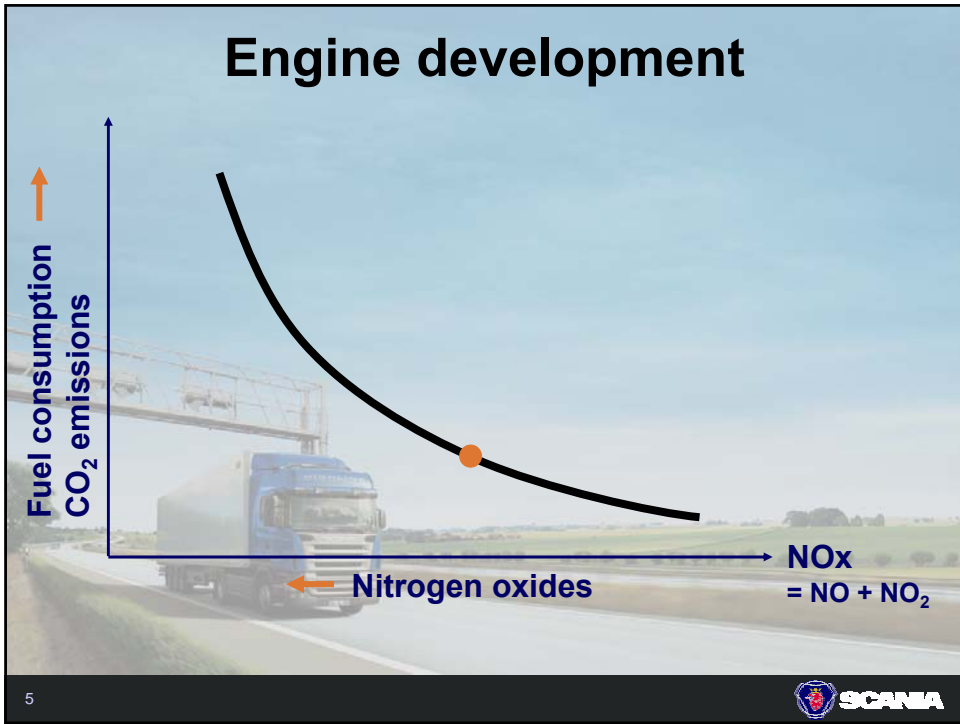 Engine development
Fuel consumption
CO₂ emissions
NOx
= NO + NO₂
Nitrogen oxides
5
SCANIA